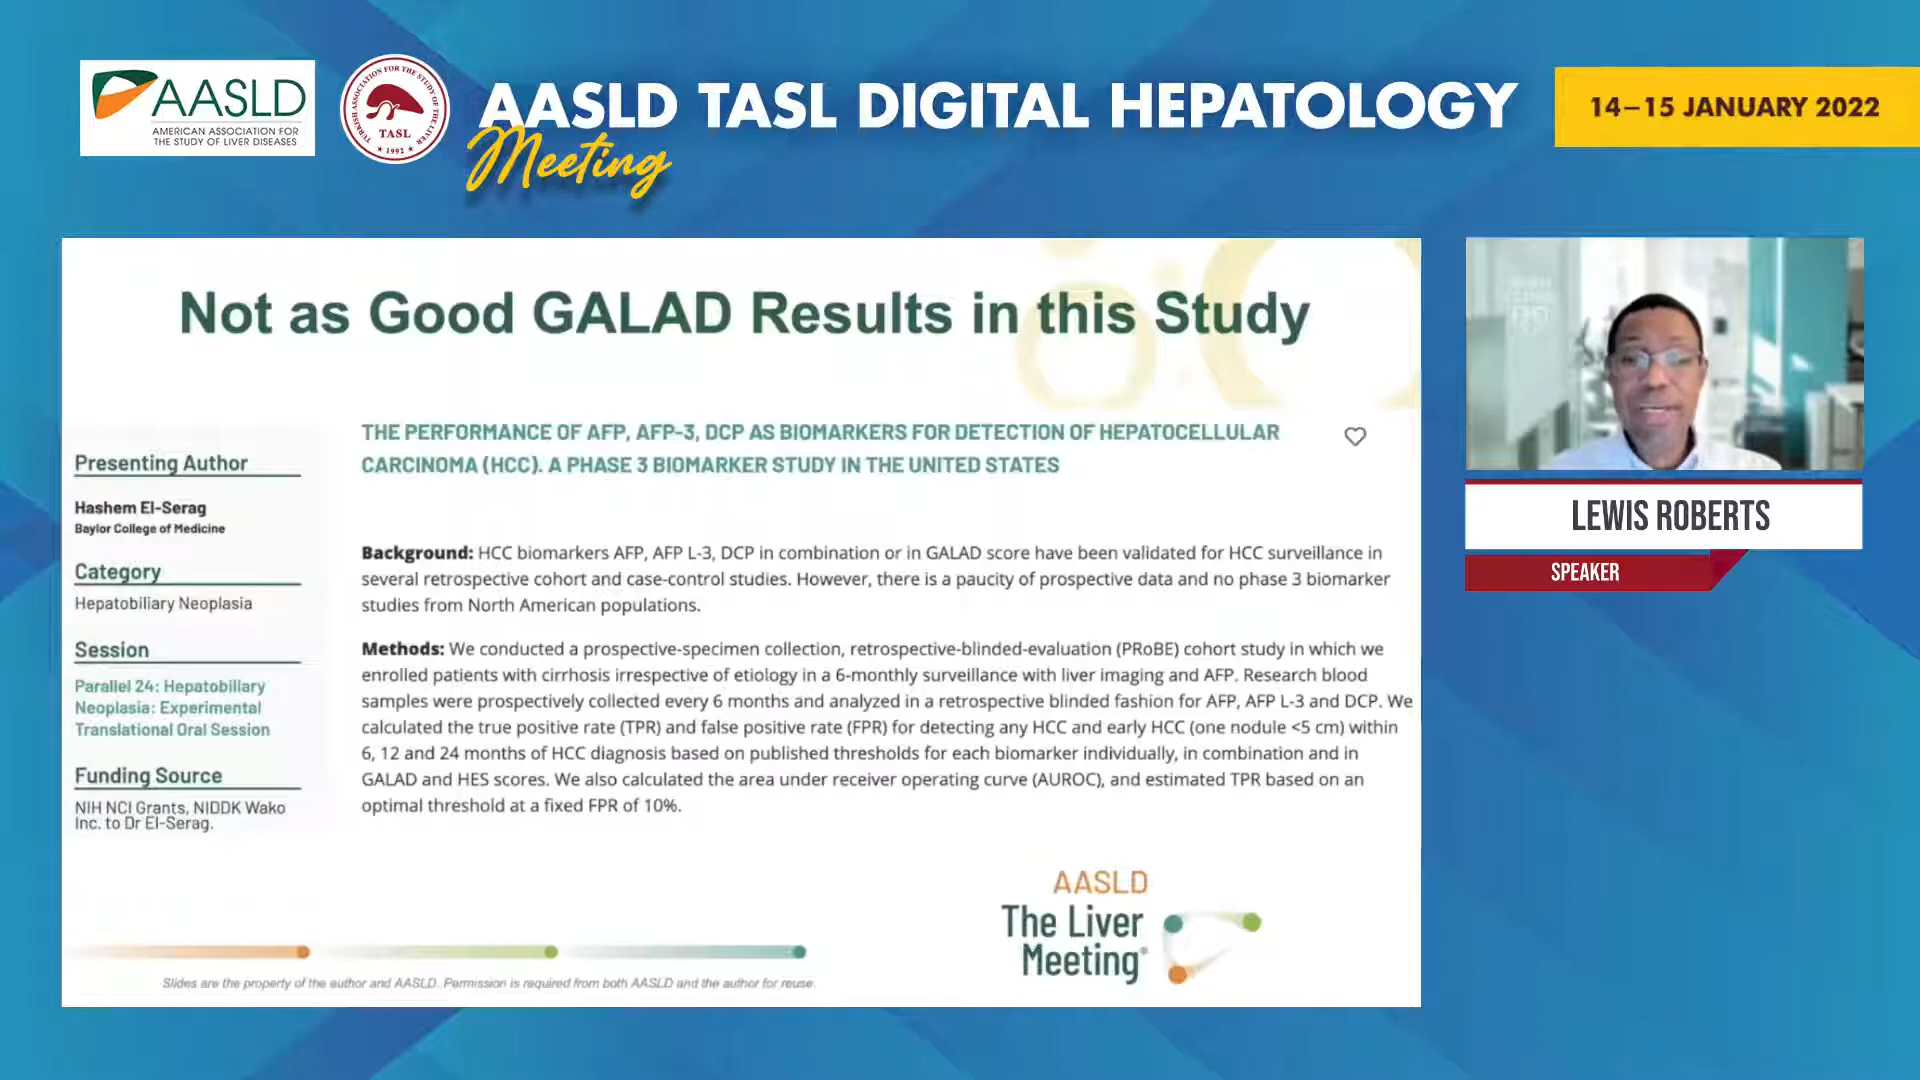 AASLD
AMERICAN ASSOCIATION FOR
THE STUDY OF LIVER DISEASES
TURKISH ASSOCIATION FOR THE STUDY OF THE LIVER
TASL
1992
AASLD TASL DIGITAL HEPATOLOGY
Meeting
14–15 JANUARY 2022
Not as Good GALAD Results in this Study
THE PERFORMANCE OF AFP, AFP-3, DCP AS BIOMARKERS FOR DETECTION OF HEPATOCELLULAR
CARCINOMA (HCC). A PHASE 3 BIOMARKER STUDY IN THE UNITED STATES
Presenting Author
Hashem El-Serag
Baylor College of Medicine
Category
Hepatobiliary Neoplasia
Session
Parallel 24: Hepatobiliary
Neoplasia: Experimental
Translational Oral Session
Funding Source
NIH NCI Grants, NIDDK Wako
Inc. to Dr El-Serag.
Background: HCC biomarkers AFP, AFP L-3, DCP in combination or in GALAD score have been validated for HCC surveillance in
several retrospective cohort and case-control studies. However, there is a paucity of prospective data and no phase 3 biomarker
studies from North American populations.
Methods: We conducted a prospective-specimen collection, retrospective-blinded-evaluation (PRoBE) cohort study in which we
enrolled patients with cirrhosis irrespective of etiology in a 6-monthly surveillance with liver imaging and AFP. Research blood
samples were prospectively collected every 6 months and analyzed in a retrospective blinded fashion for AFP, AFP L-3 and DCP. We
calculated the true positive rate (TPR) and false positive rate (FPR) for detecting any HCC and early HCC (one nodule <5 cm) within
6, 12 and 24 months of HCC diagnosis based on published thresholds for each biomarker individually, in combination and in
GALAD and HES scores. We also calculated the area under receiver operating curve (AUROC), and estimated TPR based on an
optimal threshold at a fixed FPR of 10%.
AASLD
The Liver
Meeting®
Slides are the property of the author and AASLD. Permission is required from both AASLD and the author for reuse.
LEWIS ROBERTS
SPEAKER